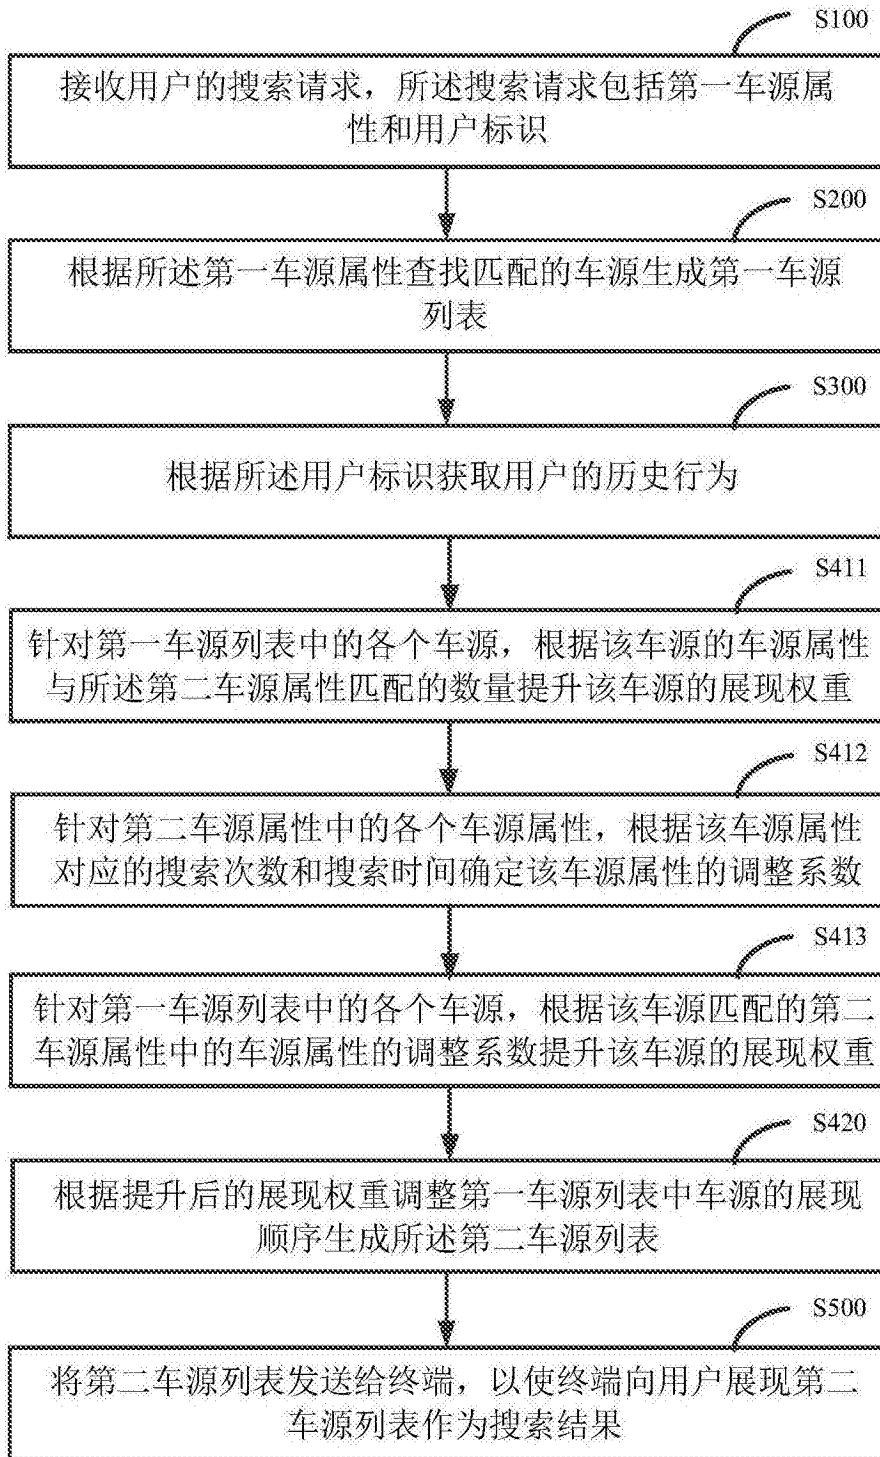 S100
接收用户的搜索请求，所述搜索请求包括第一车源属
性和用户标识
S200
根据所述第一车源属性查找匹配的车源生成第一车源
列表
S300
根据所述用户标识获取用户的历史行为
S411
针对第一车源列表中的各个车源，根据该车源的车源属性
与所述第二车源属性匹配的数量提升该车源的展现权重
S412
针对第二车源属性中的各个车源属性，根据该车源属性
对应的搜索次数和搜索时间确定该车源属性的调整系数
S413
针对第一车源列表中的各个车源，根据该车源匹配的第二
车源属性中的车源属性的调整系数提升该车源的展现权重
S420
根据提升后的展现权重调整第一车源列表中车源的展现
顺序生成所述第二车源列表
S500
将第二车源列表发送给终端，以使终端向用户展现第二
车源列表作为搜索结果